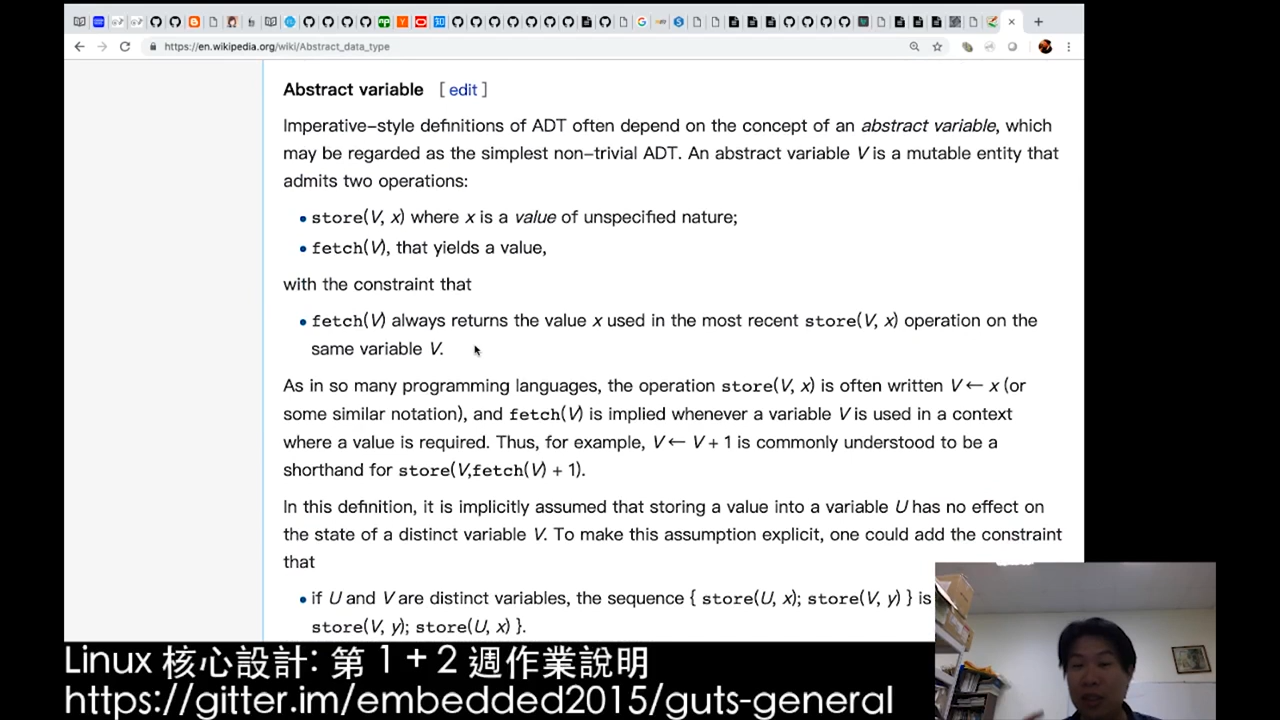 https://en.wikipedia.org/wiki/Abstract_data_type
Abstract variable [ edit ]
Imperative-style definitions of ADT often depend on the concept of an abstract variable, which
may be regarded as the simplest non-trivial ADT. An abstract variable V is a mutable entity that
admits two operations:
• store(V, x) where x is a value of unspecified nature;
• fetch(V), that yields a value,
with the constraint that
• fetch(V) always returns the value x used in the most recent store(V, x) operation on the
same variable V.
As in so many programming languages, the operation store(V, x) is often written V ← x (or
some similar notation), and fetch(V) is implied whenever a variable V is used in a context
where a value is required. Thus, for example, V ← V + 1 is commonly understood to be a
shorthand for store(V,fetch(V) + 1).
In this definition, it is implicitly assumed that storing a value into a variable U has no effect on
the state of a distinct variable V. To make this assumption explicit, one could add the constraint
that
• if U and V are distinct variables, the sequence { store(U, x); store(V, y) } is
store(V, y); store(U, x) }.
Linux 核心設計: 第 1 + 2 週作業說明
https://gitter.im/embedded2015/guts-general